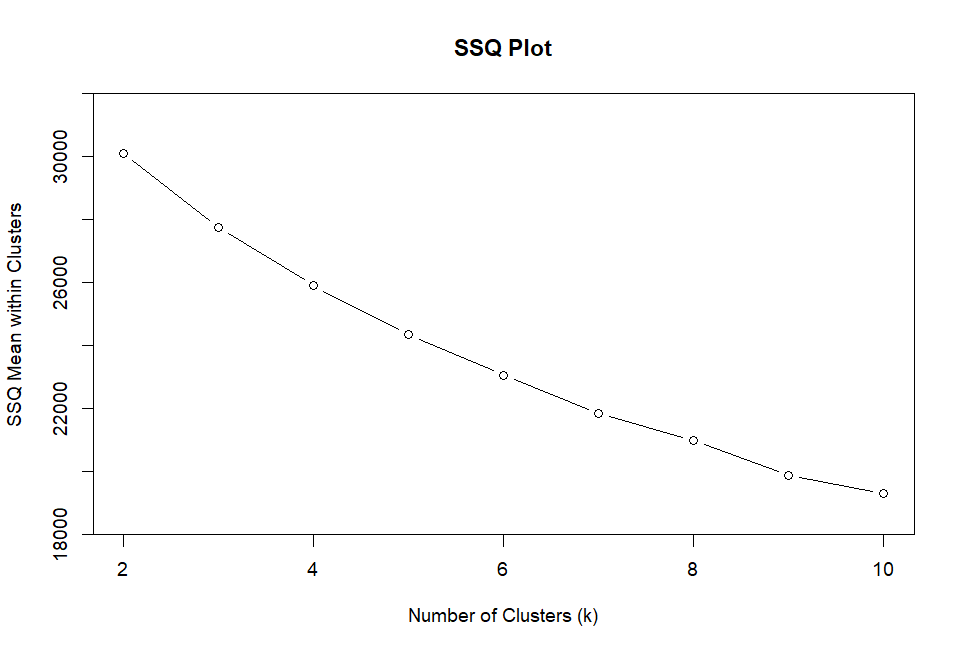 SSQ Plot
SSQ Mean within Clusters
30000
26000
22000
18000
2 4 6 8 10
Number of Clusters (k)